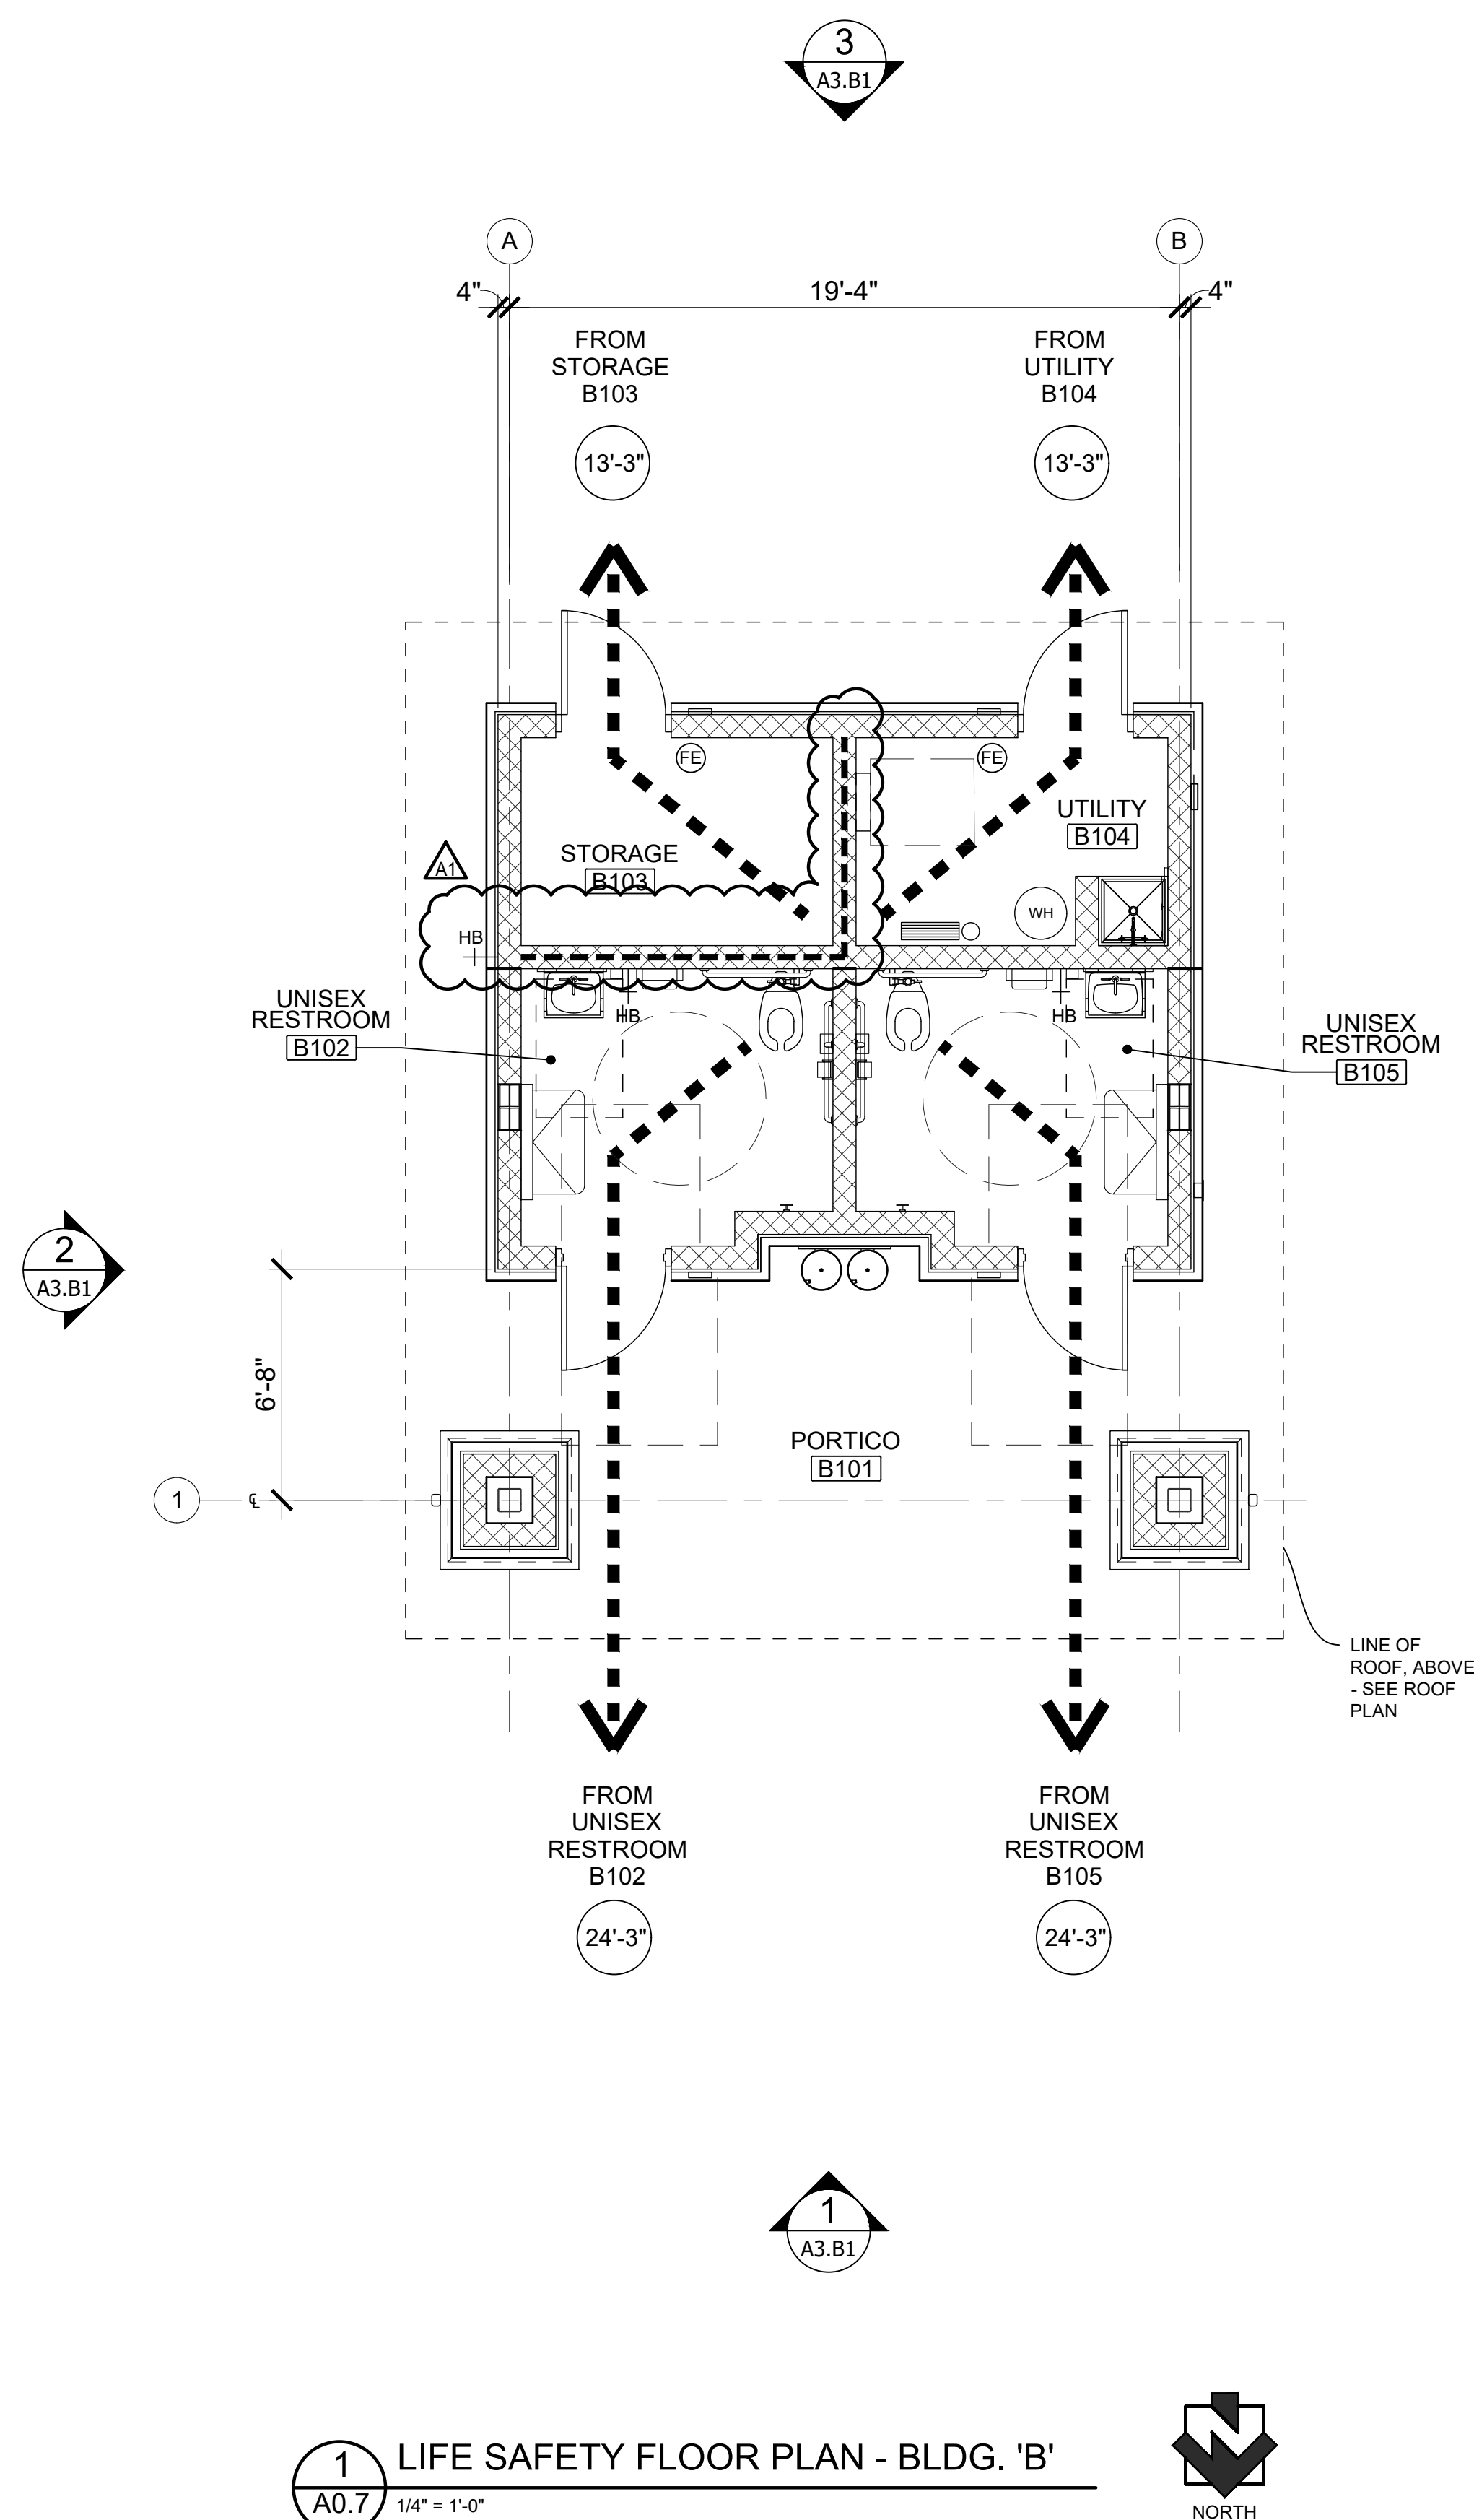 3
A3.B1
A
B
4"
19'-4"
4"
FROM
STORAGE
B103
FROM
UTILITY
B104
13'-3"
13'-3"
FE
FE
UTILITY
B104
STORAGE
B103
A1
WH
HB
UNISEX
RESTROOM
B102
HB
HB
UNISEX
RESTROOM
B105
2
A3.B1
6'-8"
PORTICO
B101
1
℄
LINE OF
ROOF, ABOVE
- SEE ROOF
PLAN
FROM
UNISEX
RESTROOM
B102
FROM
UNISEX
RESTROOM
B105
24'-3"
24'-3"
1
A3.B1
1
A0.7
LIFE SAFETY FLOOR PLAN - BLDG. 'B'
1/4" = 1'-0"
NORTH